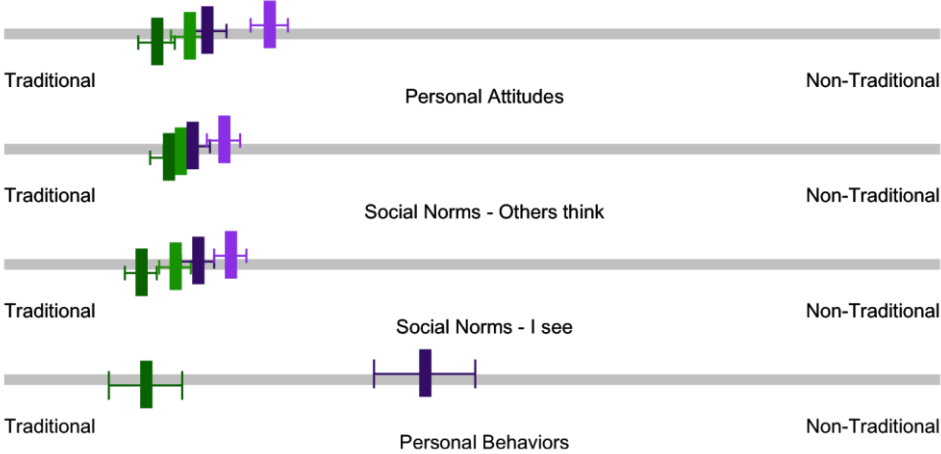 Traditional
Non-Traditional
Personal Attitudes
Traditional
Non-Traditional
Social Norms - Others think
Traditional
Non-Traditional
Social Norms - I see
Traditional
Non-Traditional
Personal Behaviors